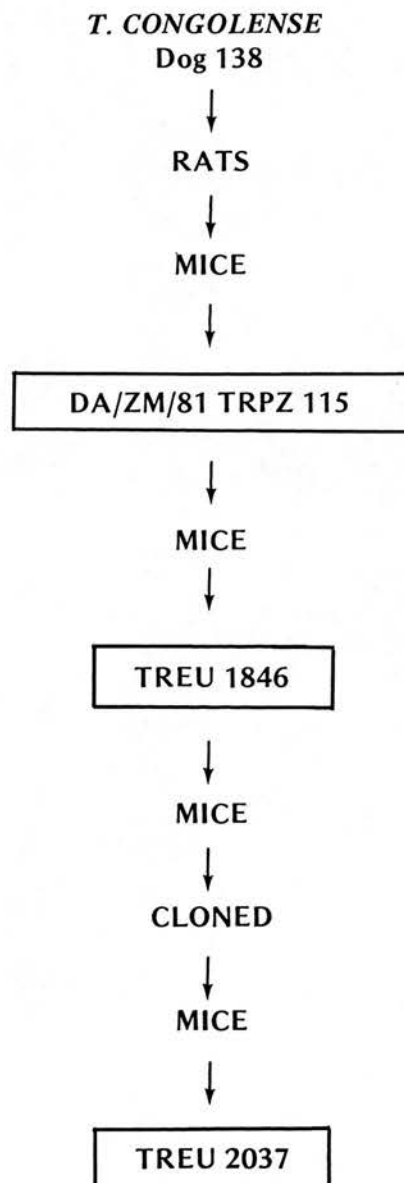 T. CONGOLENSE
Dog 138
RATS
MICE
DA/ZM/81 TRPZ 115
MICE
TREU 1846
MICE
CLONED
MICE
TREU 2037